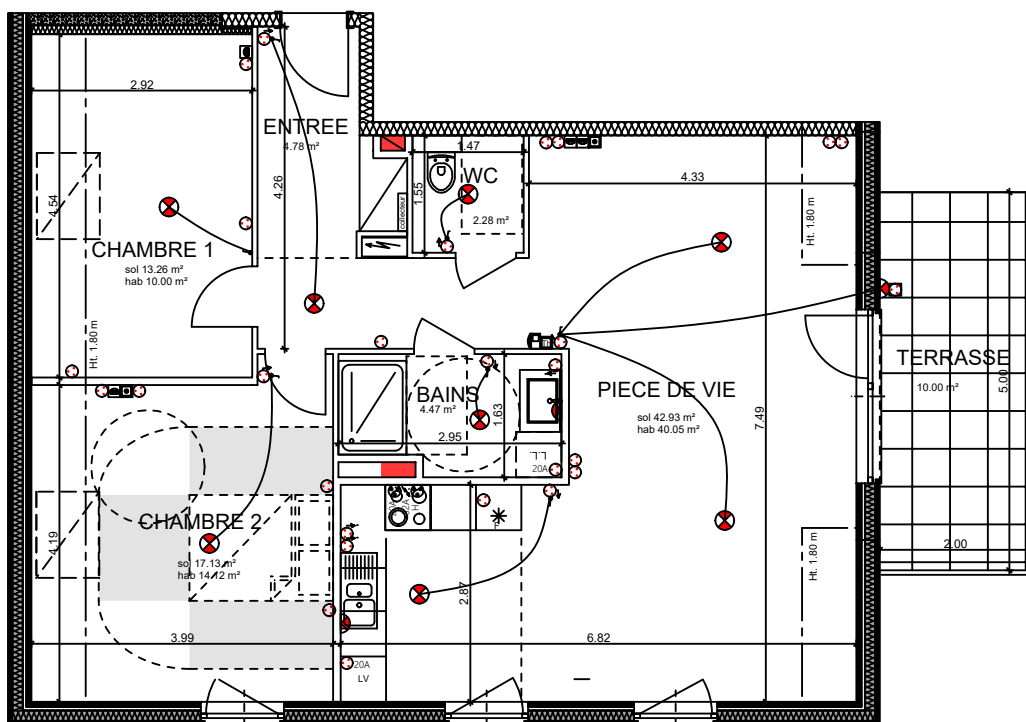 2.92
ENTREE
4.78 m²
4.26
1.47
WC
1.55
2.28 m²
collecteur
4.33
Ht. 1.80 m
4.54
CHAMBRE 1
sol 13.26 m²
hab 10.00 m²
Ht. 1.80 m
TERRASSE
10.00 m²
5.00
2.00
BAINS
4.47 m²
1.63
2.95
L.L.
20A
PIECE DE VIE
sol 42.93 m²
hab 40.05 m²
7.49
Ht. 1.80 m
CHAMBRE 2
sol 17.13 m²
hab 14.12 m²
4.19
3.99
F
2.87
6.82
20A
LV